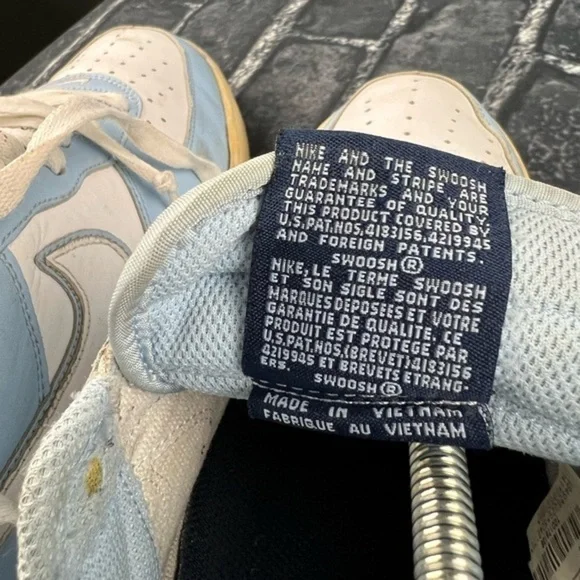 NIKE AND THE SWOOSH
NAME AND STRIPE ARE
TRADEMARKS AND YOUR
GUARANTEE OF QUALITY
THIS PRODUCT COVERED BY
U.S.PAT.NOS.4183156,4219945
AND FOREIGN PATENTS.
SWOOSH®
NIKE,LE TERME SWOOSH
ET SON SIGLE SONT DES
MARQUES DEPOSEES ET VOTRE
GARANTIE DE QUALITE, CE
PRODUIT EST PROTEGE PAR
U.S.PAT.NOS.(BREVET)4183156
4219945 ET BREVETS ETRANG-
ERS.
SWOOSH®
MADE IN VIETNAM
FABRIQUE AU VIETNAM